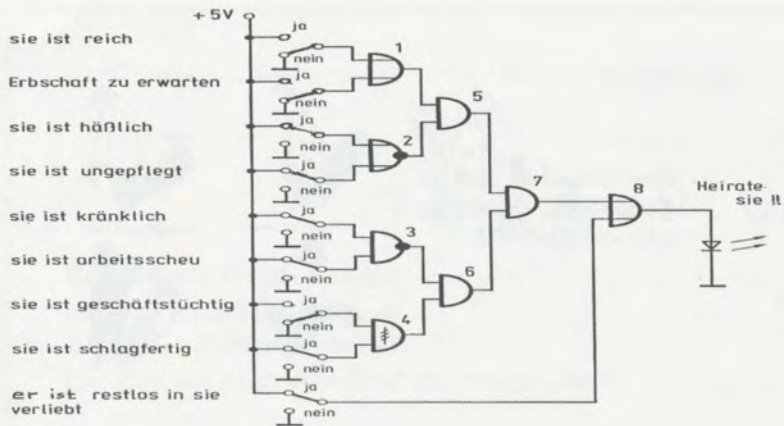 +5V
ja
sie ist reich
nein
1
ja
Erbschaft zu erwarten
nein
5
ja
sie ist häßlich
nein
2
ja
sie ist ungepflegt
nein
7
8
Heirate
sie !!
ja
sie ist kränklich
nein
3
ja
sie ist arbeitsscheu
nein
6
ja
sie ist geschäftstüchtig
nein
4
ja
sie ist schlagfertig
nein
ja
er ist restlos in sie
verliebt
nein